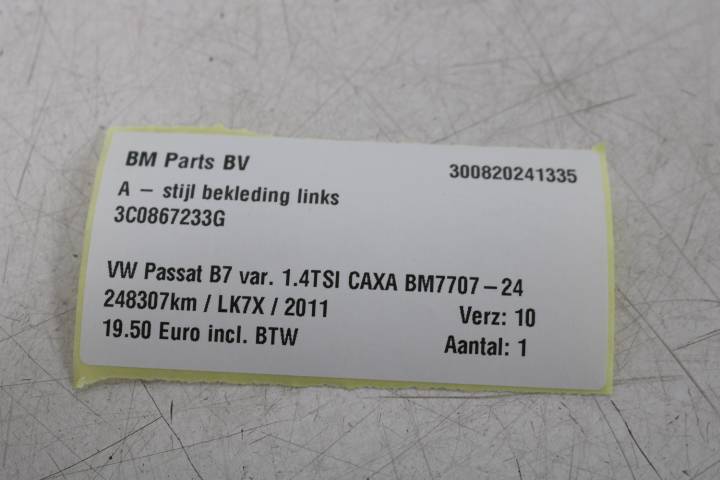 BM Parts BV 300820241335
A - stijl bekleding links
3C0867233G
VW Passat B7 var. 1.4TSI CAXA BM7707-24
248307km / LK7X / 2011 Verz: 10
19.50 Euro incl. BTW Aantal: 1